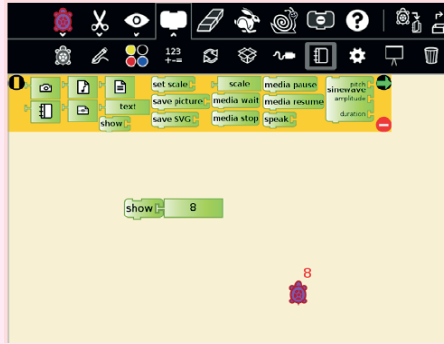 123
+-=
set scale scale media pause pitch
sinewave
save picture media wait media resume amplitude
text
show save SVG media stop speak duration
show 8
8